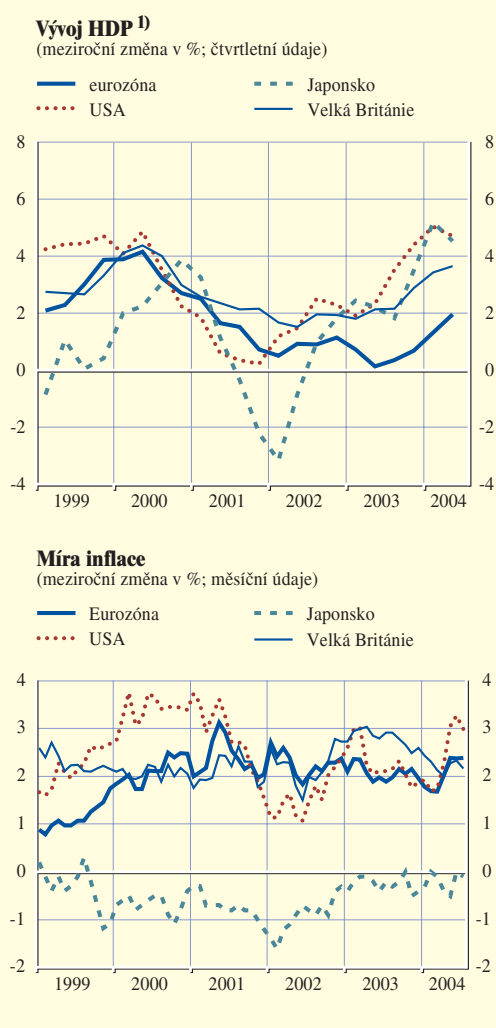 Vývoj HDP 1)
(meziroční změna v %; čtvrtletní údaje)
eurozóna Japonsko
USA Velká Británie
8 8
6 6
4 4
2 2
0 0
-2 -2
-4 -4
1999 2000 2001 2002 2003 2004
Míra inflace
(meziroční změna v %; měsíční údaje)
Eurozóna Japonsko
USA Velká Británie
4 4
3 3
2 2
1 1
0 0
-1 -1
-2 -2
1999 2000 2001 2002 2003 2004